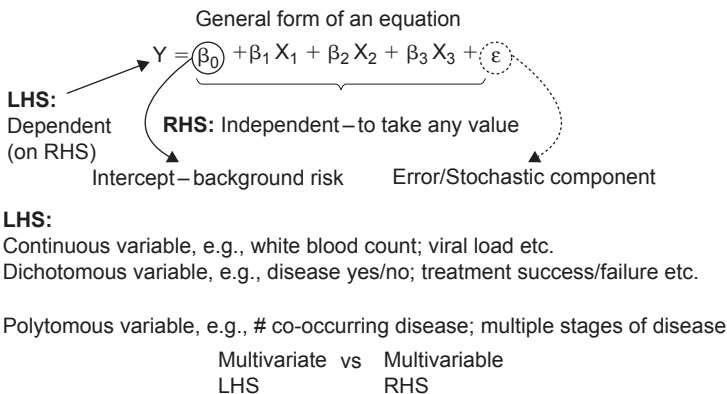 General form of an equation
Y = β₀ + β₁ X₁ + β₂ X₂ + β₃ X₃ + ε
LHS:
Dependent
(on RHS)
RHS: Independent – to take any value
Intercept – background risk
Error/Stochastic component
LHS:
Continuous variable, e.g., white blood count; viral load etc.
Dichotomous variable, e.g., disease yes/no; treatment success/failure etc.
Polytomous variable, e.g., # co-occurring disease; multiple stages of disease
Multivariate vs Multivariable
LHS RHS